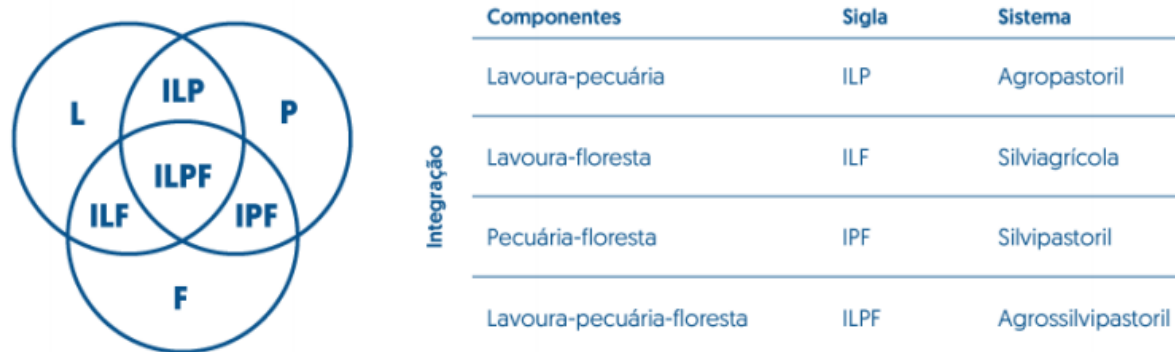 L
ILP
P
ILPF
ILF
IPF
F
Integração
Componentes Sigla Sistema
Lavoura-pecuária ILP Agropastoril
Lavoura-floresta ILF Silviagrícola
Pecuária-floresta IPF Silvipastoril
Lavoura-pecuária-floresta ILPF Agrossilvipastoril